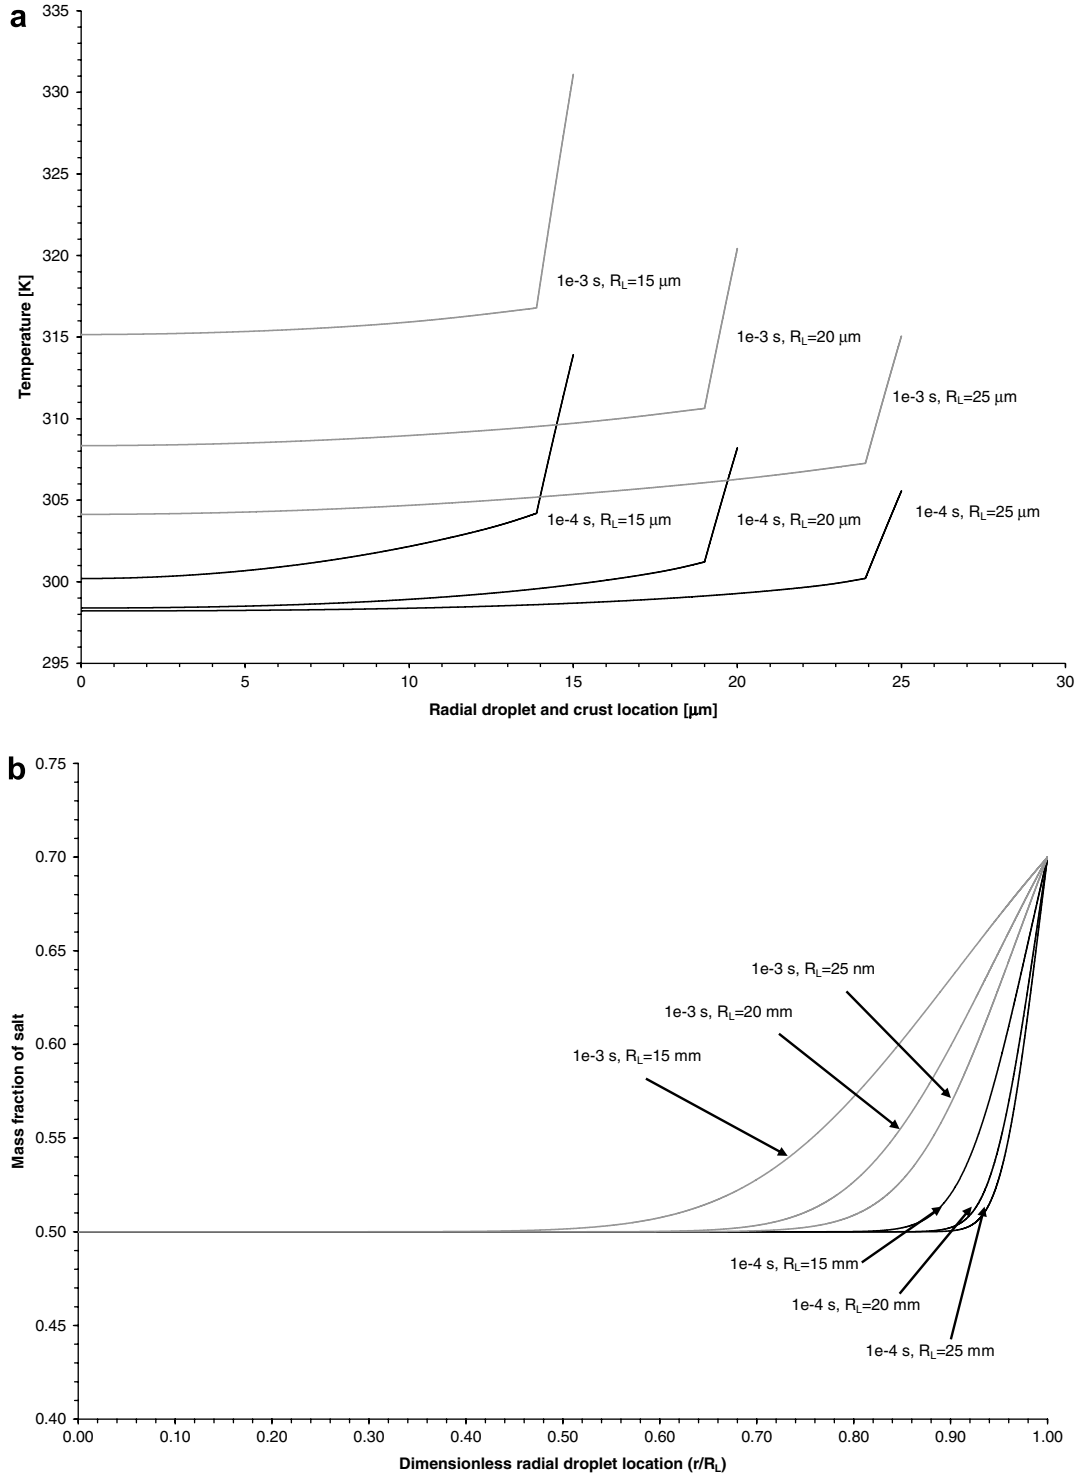 a
335
330
325
320
315
310
305
300
295
Temperature [K]
1e-3 s, RL=15 μm
1e-3 s, RL=20 μm
1e-3 s, RL=25 μm
1e-4 s, RL=15 μm
1e-4 s, RL=20 μm
1e-4 s, RL=25 μm
0 5 10 15 20 25 30
Radial droplet and crust location [μm]
b
0.75
0.70
0.65
0.60
0.55
0.50
0.45
0.40
Mass fraction of salt
1e-3 s, RL=25 nm
1e-3 s, RL=20 mm
1e-3 s, RL=15 mm
1e-4 s, RL=15 mm
1e-4 s, RL=20 mm
1e-4 s, RL=25 mm
0.00 0.10 0.20 0.30 0.40 0.50 0.60 0.70 0.80 0.90 1.00
Dimensionless radial droplet location (r/RL)